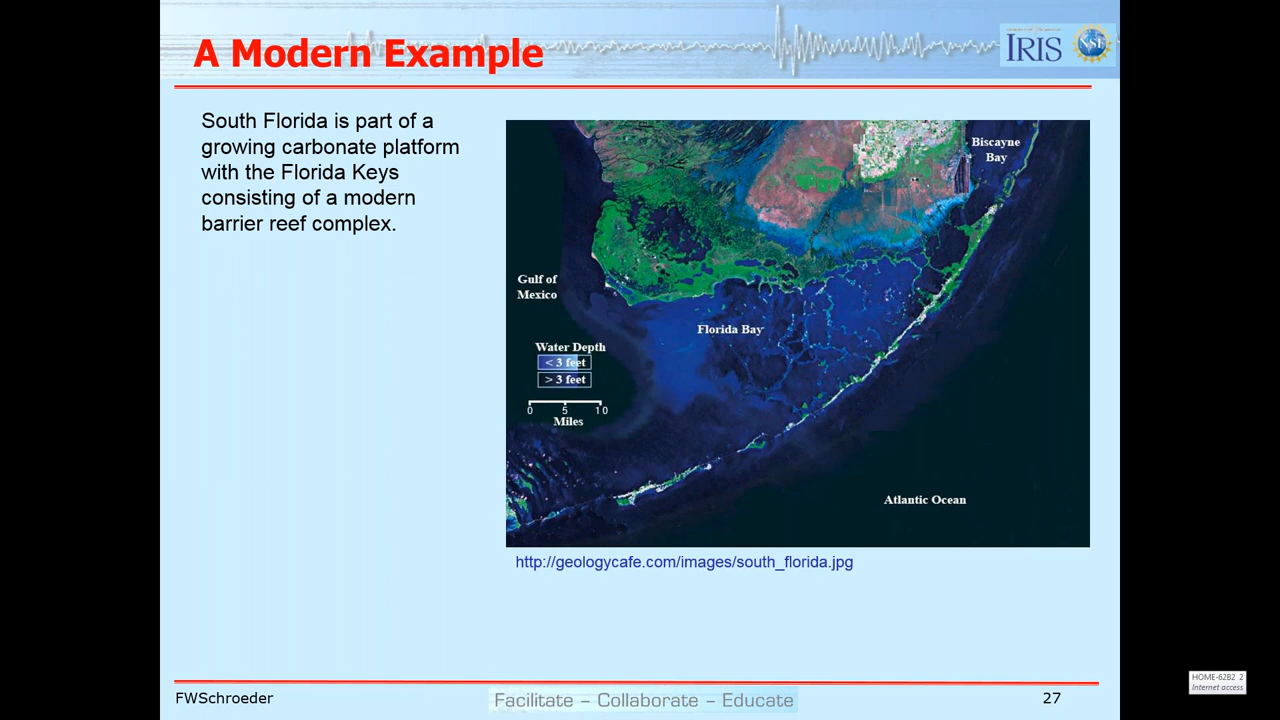 A Modern Example
IRIS
NSF
South Florida is part of a
growing carbonate platform
with the Florida Keys
consisting of a modern
barrier reef complex.
Biscayne
Bay
Gulf of
Mexico
Florida Bay
Water Depth
< 3 feet
> 3 feet
0 5 10
Miles
Atlantic Ocean
http://geologycafe.com/images/south_florida.jpg
FWSchroeder
Facilitate – Collaborate – Educate
27
HOME-62B2 2
Internet access